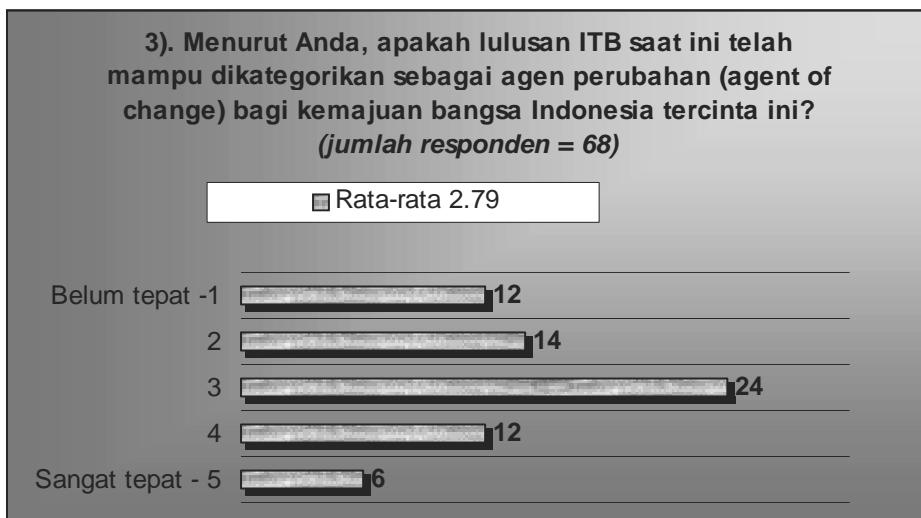 3). Menurut Anda, apakah lulusan ITB saat ini telah
mampu dikategorikan sebagai agen perubahan (agent of
change) bagi kemajuan bangsa Indonesia tercinta ini?
(jumlah responden = 68)
Rata-rata 2.79
Belum tepat -1 12
2 14
3 24
4 12
Sangat tepat - 5 6